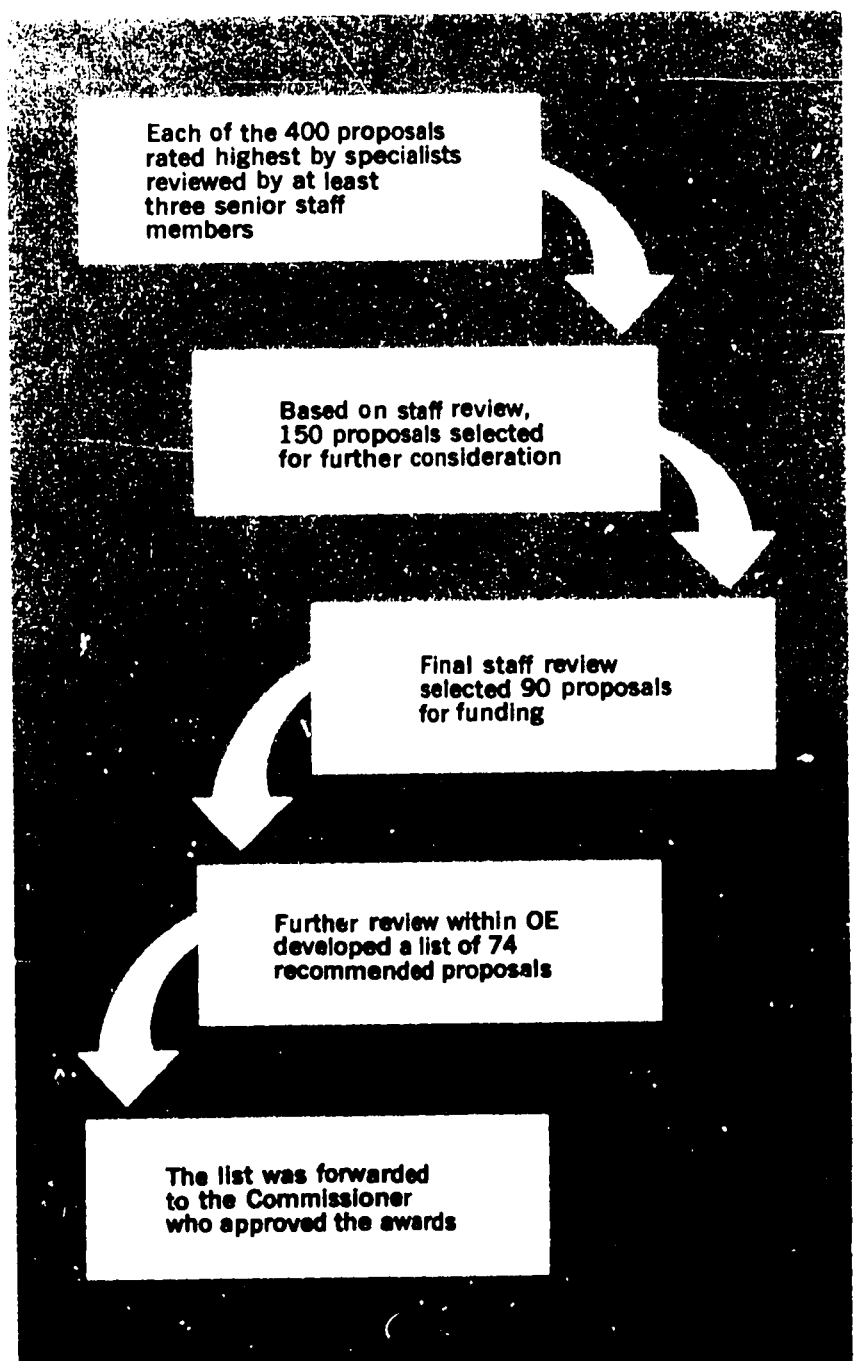 Each of the 400 proposals
rated highest by specialists
reviewed by at least
three senior staff
members
Based on staff review,
150 proposals selected
for further consideration
Final staff review
selected 90 proposals
for funding
Further review within OE
developed a list of 74
recommended proposals
The list was forwarded
to the Commissioner
who approved the awards